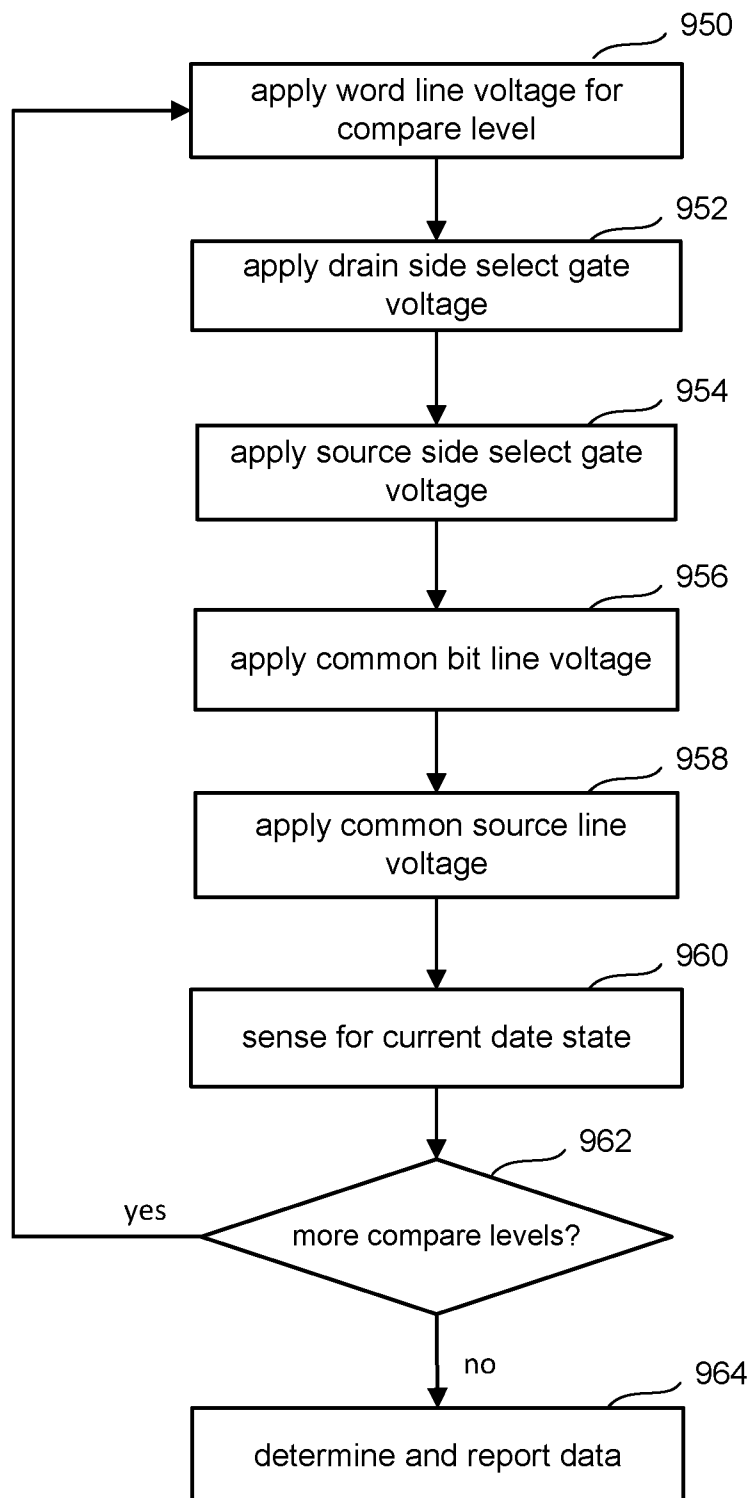 950
apply word line voltage for
compare level
952
apply drain side select gate
voltage
954
apply source side select gate
voltage
956
apply common bit line voltage
958
apply common source line
voltage
960
sense for current date state
962
more compare levels?
yes
no
964
determine and report data